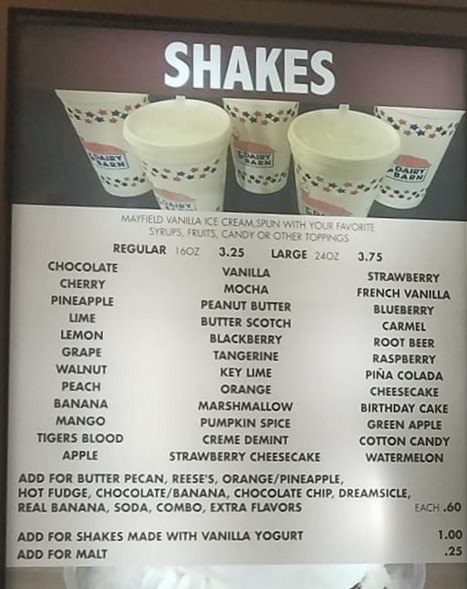 SHAKES
DAIRY BARN
DAIRY BARN
DAIRY BARN
DAIRY
DAIRY
MAYFIELD VANILLA ICE CREAM,SPUN WITH YOUR FAVORITE
SYRUPS, FRUITS, CANDY OR OTHER TOPPINGS
REGULAR 16OZ 3.25 LARGE 24OZ 3.75
CHOCOLATE VANILLA STRAWBERRY
CHERRY MOCHA FRENCH VANILLA
PINEAPPLE PEANUT BUTTER BLUEBERRY
LIME BUTTER SCOTCH CARMEL
LEMON BLACKBERRY ROOT BEER
GRAPE TANGERINE RASPBERRY
WALNUT KEY LIME PIÑA COLADA
PEACH ORANGE CHEESECAKE
BANANA MARSHMALLOW BIRTHDAY CAKE
MANGO PUMPKIN SPICE GREEN APPLE
TIGERS BLOOD CREME DEMINT COTTON CANDY
APPLE STRAWBERRY CHEESECAKE WATERMELON
ADD FOR BUTTER PECAN, REESE'S, ORANGE/PINEAPPLE,
HOT FUDGE, CHOCOLATE/BANANA, CHOCOLATE CHIP, DREAMSICLE,
REAL BANANA, SODA, COMBO, EXTRA FLAVORS EACH .60
ADD FOR SHAKES MADE WITH VANILLA YOGURT 1.00
ADD FOR MALT .25